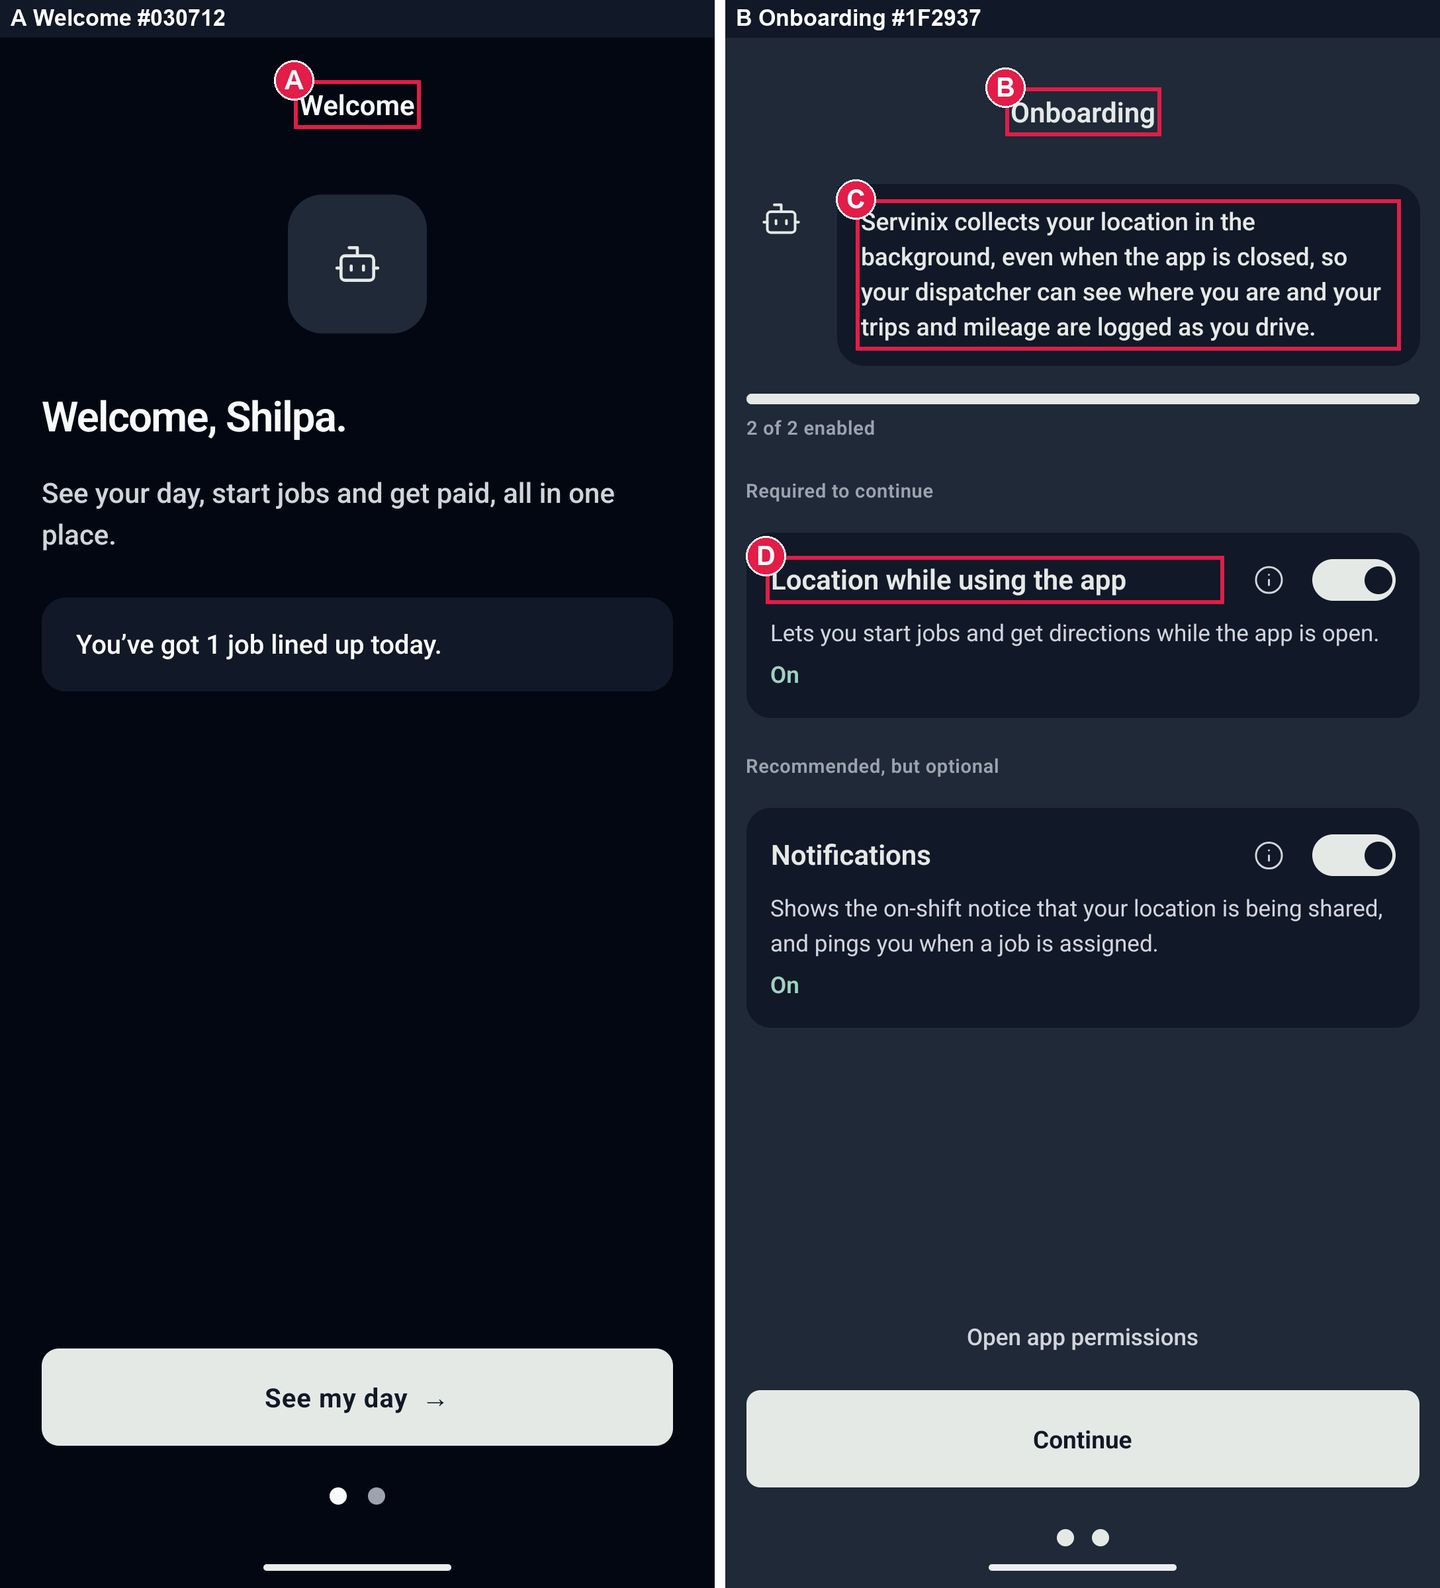 A Welcome #030712
A
Welcome
Welcome, Shilpa.
See your day, start jobs and get paid, all in one
place.
You’ve got 1 job lined up today.
See my day →
B Onboarding #1F2937
B
Onboarding
C
Servinix collects your location in the
background, even when the app is closed, so
your dispatcher can see where you are and your
trips and mileage are logged as you drive.
2 of 2 enabled
Required to continue
D
Location while using the app
Lets you start jobs and get directions while the app is open.
On
Recommended, but optional
Notifications
Shows the on-shift notice that your location is being shared,
and pings you when a job is assigned.
On
Open app permissions
Continue